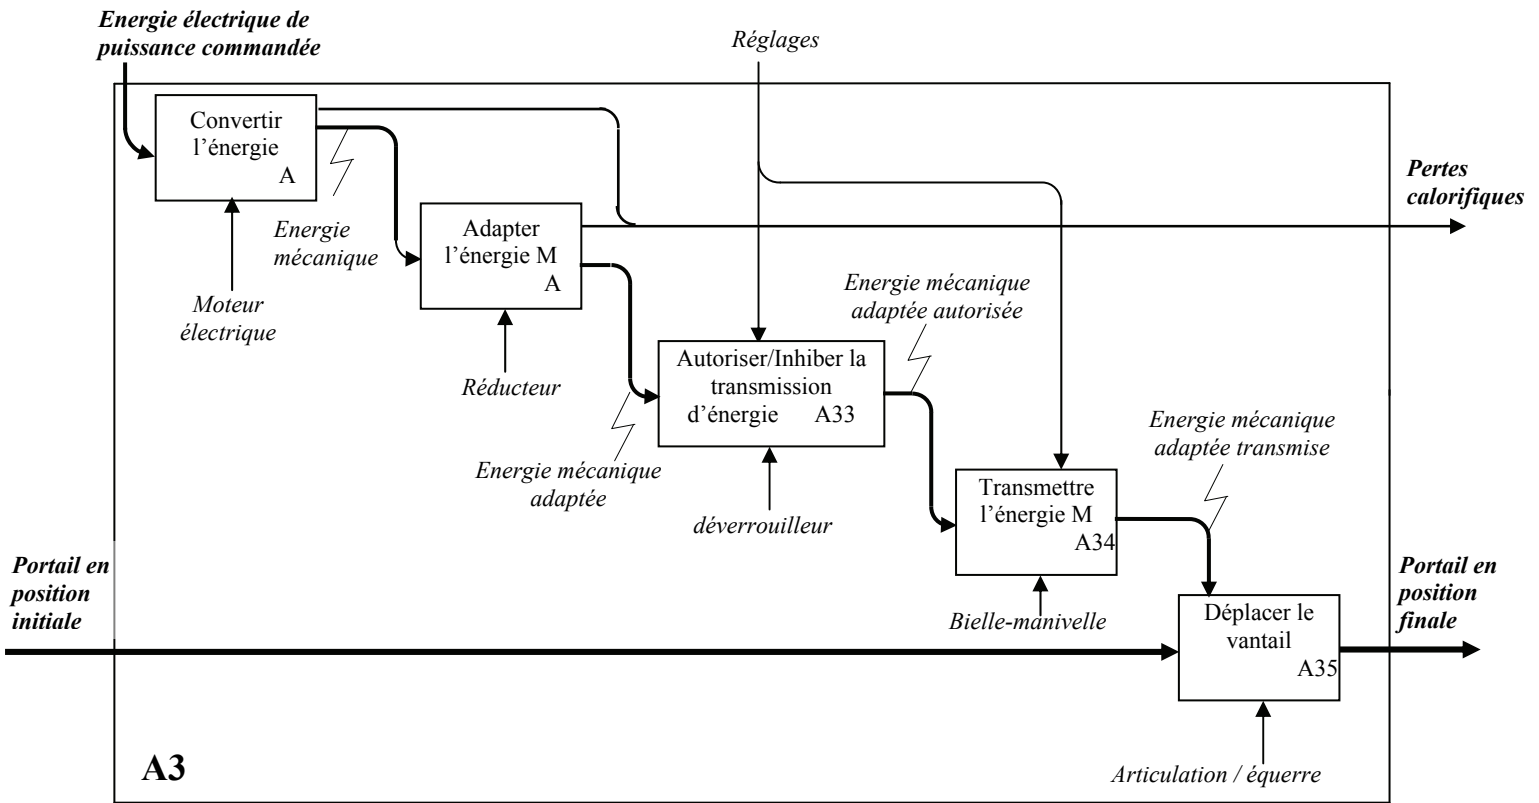 Energie électrique de
puissance commandée
Réglages
Convertir
l’énergie
A
Pertes
calorifiques
Energie
mécanique
Adapter
l’énergie M
A
Moteur
électrique
Energie mécanique
adaptée autorisée
Réducteur
Autoriser/Inhiber la
transmission
d’énergie A33
Energie mécanique
adaptée transmise
Energie mécanique
adaptée
déverrouilleur
Transmettre
l’énergie M
A34
Portail en
position
initiale
Portail en
position
finale
Bielle-manivelle
Déplacer le
vantail
A35
A3
Articulation / équerre